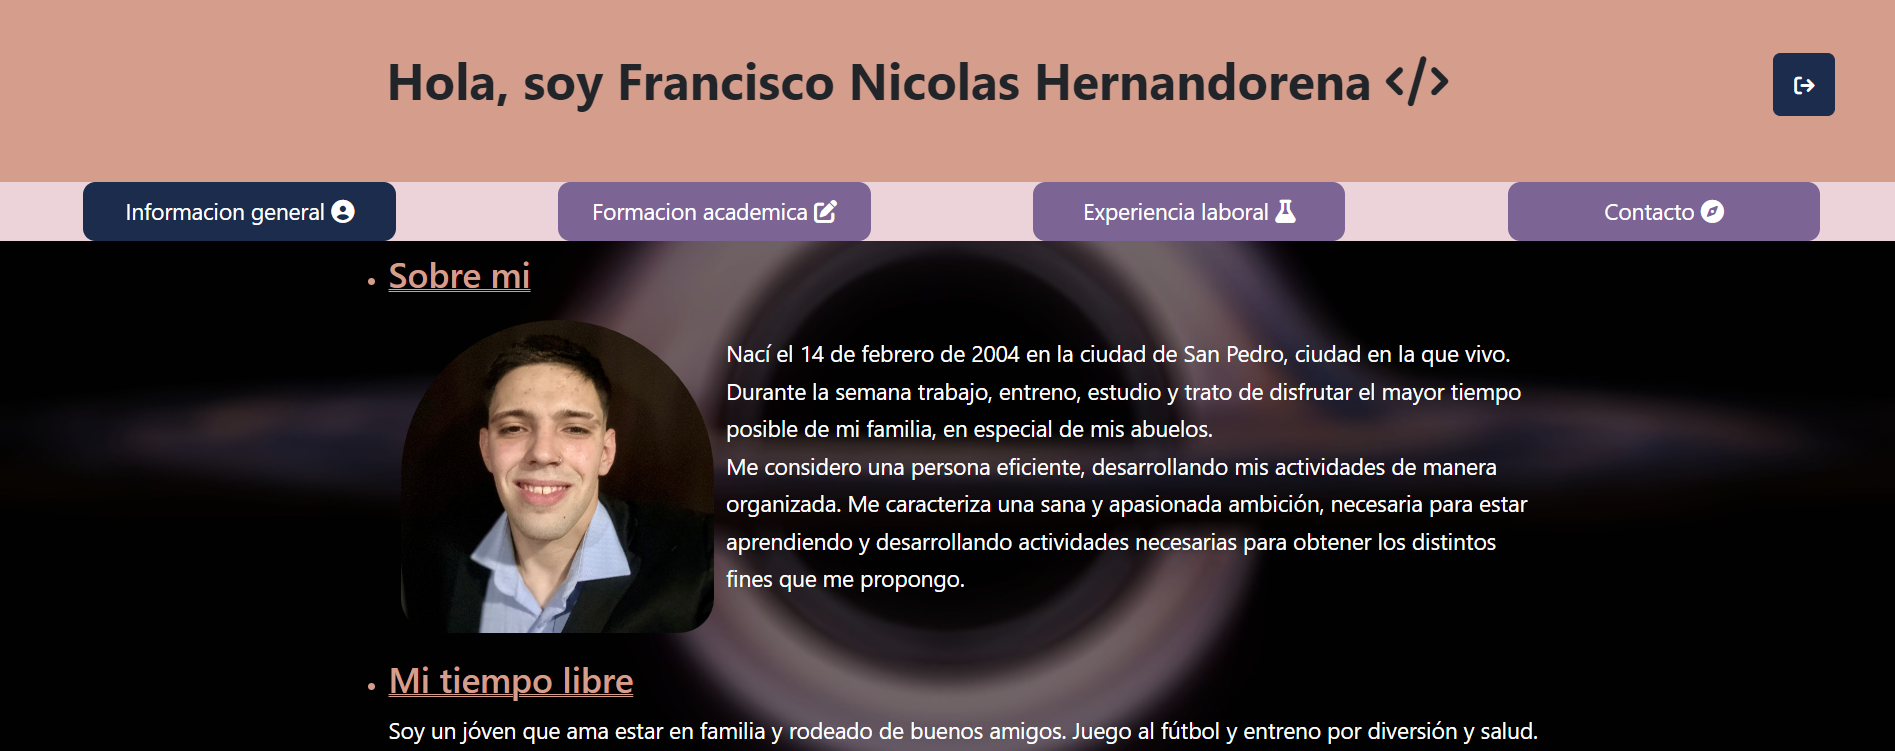 Hola, soy Francisco Nicolas Hernandorena </>
Informacion general
Formacion academica
Experiencia laboral
Contacto
Sobre mi
Nací el 14 de febrero de 2004 en la ciudad de San Pedro, ciudad en la que vivo.
Durante la semana trabajo, entreno, estudio y trato de disfrutar el mayor tiempo
posible de mi familia, en especial de mis abuelos.
Me considero una persona eficiente, desarrollando mis actividades de manera
organizada. Me caracteriza una sana y apasionada ambición, necesaria para estar
aprendiendo y desarrollando actividades necesarias para obtener los distintos
fines que me propongo.
Mi tiempo libre
Soy un jóven que ama estar en familia y rodeado de buenos amigos. Juego al fútbol y entreno por diversión y salud.